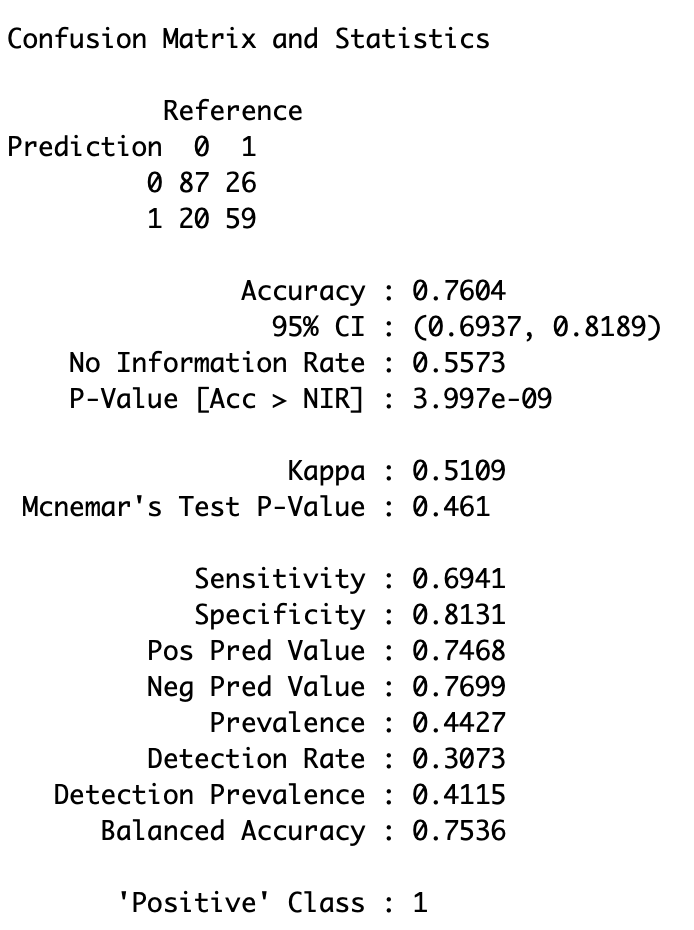 Confusion Matrix and Statistics
Reference
Prediction 0 1
0 87 26
1 20 59
Accuracy : 0.7604
95% CI : (0.6937, 0.8189)
No Information Rate : 0.5573
P-Value [Acc > NIR] : 3.997e-09
Kappa : 0.5109
Mcnemar's Test P-Value : 0.461
Sensitivity : 0.6941
Specificity : 0.8131
Pos Pred Value : 0.7468
Neg Pred Value : 0.7699
Prevalence : 0.4427
Detection Rate : 0.3073
Detection Prevalence : 0.4115
Balanced Accuracy : 0.7536
'Positive' Class : 1